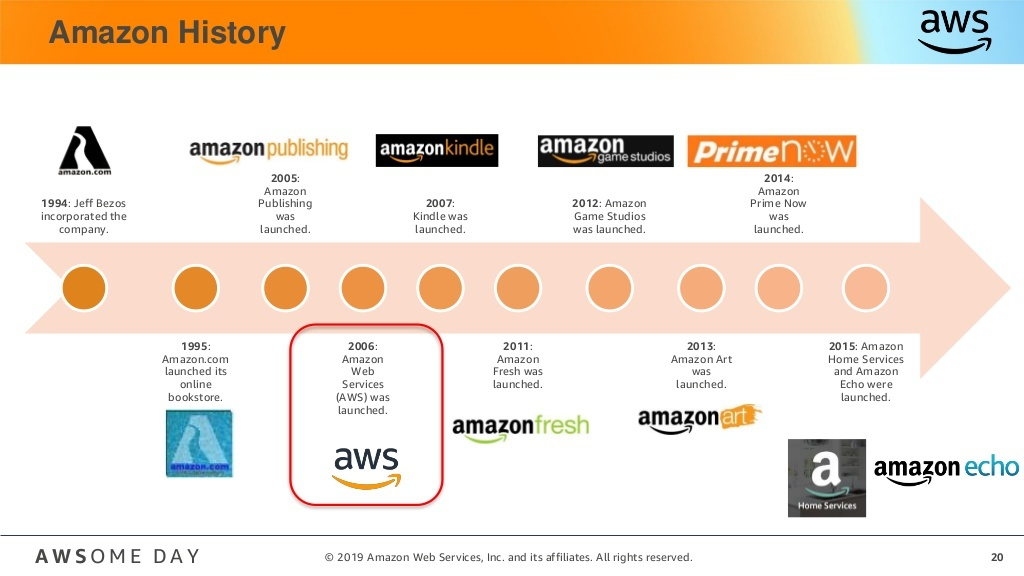 Amazon History
aws
amazon.com
amazonpublishing
amazonkindle
amazon
game studios
Prime now
1994: Jeff Bezos
incorporated the
company.
2005:
Amazon
Publishing
was
launched.
2007:
Kindle was
launched.
2012: Amazon
Game Studios
was launched.
2014:
Amazon
Prime Now
was
launched.
1995:
Amazon.com
launched its
online
bookstore.
amazon.com
2006:
Amazon
Web
Services
(AWS) was
launched.
aws
2011:
Amazon
Fresh was
launched.
amazonfresh
2013:
Amazon Art
was
launched.
amazonart
2015: Amazon
Home Services
and Amazon
Echo were
launched.
a
Home Services
amazon echo
AWSOME DAY
© 2019 Amazon Web Services, Inc. and its affiliates. All rights reserved.
20